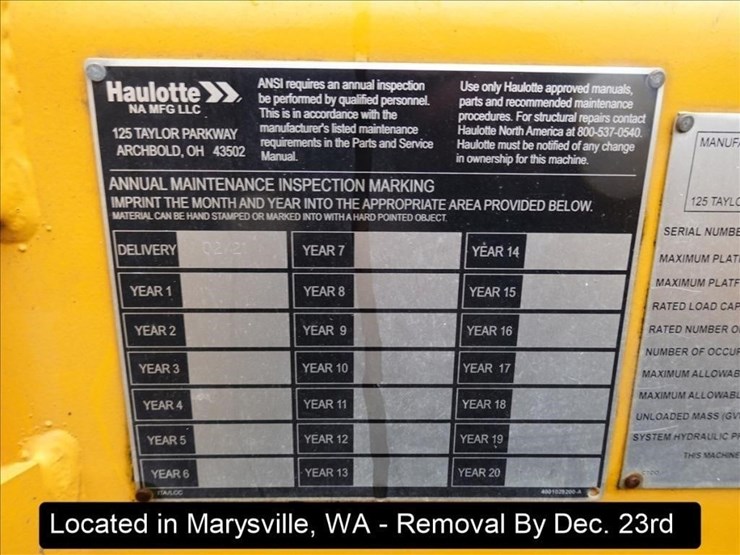 Haulotte
NA MFG LLC
125 TAYLOR PARKWAY
ARCHBOLD, OH 43502
ANSI requires an annual inspection
be performed by qualified personnel.
This is in accordance with the
manufacturer's listed maintenance
requirements in the Parts and Service
Manual.
Use only Haulotte approved manuals,
parts and recommended maintenance
procedures. For structural repairs contact
Haulotte North America at 800-537-0540.
Haulotte must be notified of any change
in ownership for this machine.
ANNUAL MAINTENANCE INSPECTION MARKING
IMPRINT THE MONTH AND YEAR INTO THE APPROPRIATE AREA PROVIDED BELOW.
MATERIAL CAN BE HAND STAMPED OR MARKED INTO WITH A HARD POINTED OBJECT.
DELIVERY YEAR 7 YEAR 14
YEAR 1 YEAR 8 YEAR 15
YEAR 2 YEAR 9 YEAR 16
YEAR 3 YEAR 10 YEAR 17
YEAR 4 YEAR 11 YEAR 18
YEAR 5 YEAR 12 YEAR 19
YEAR 6 YEAR 13 YEAR 20
MANUFA
125 TAYLO
SERIAL NUMBE
MAXIMUM PLAT
MAXIMUM PLATF
RATED LOAD CAP
RATED NUMBER O
NUMBER OF OCCUP
MAXIMUM ALLOWAB
MAXIMUM ALLOWABL
UNLOADED MASS (GV
SYSTEM HYDRAULIC P
THIS MACHINE
Located in Marysville, WA - Removal By Dec. 23rd